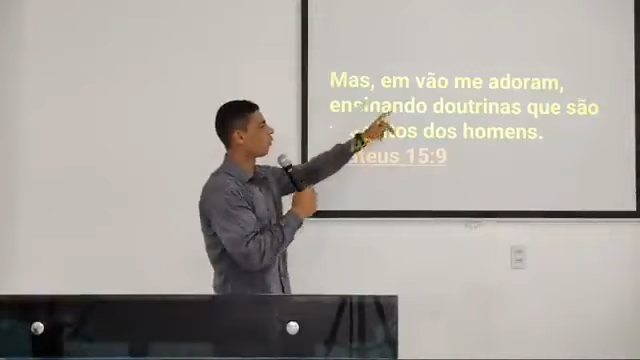 Mas, em vão me adoram,
ensinando doutrinas que são
dos homens.
15:9